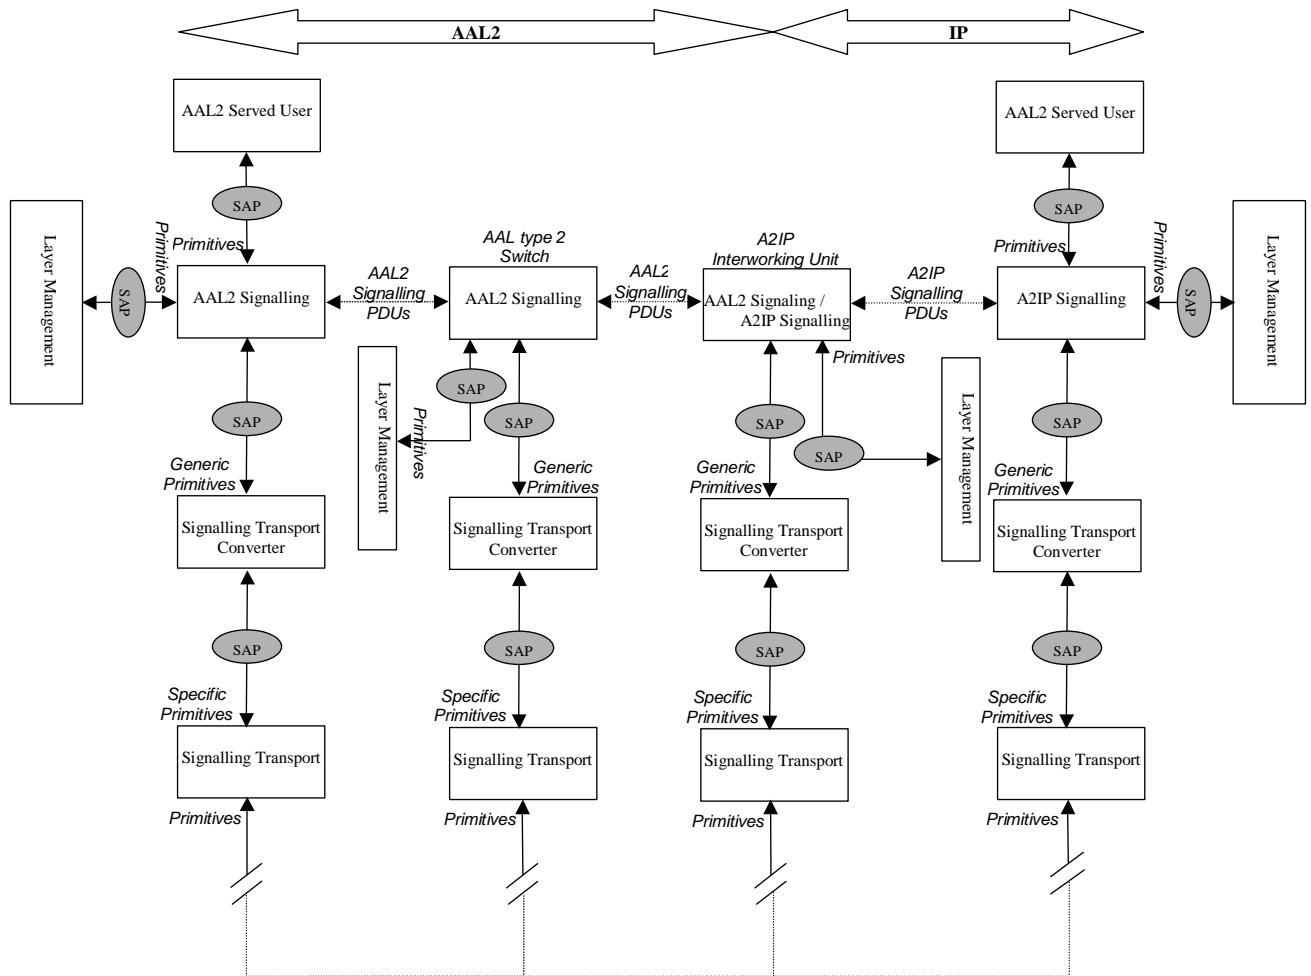 AAL2
IP
AAL2 Served User
AAL2 Served User
SAP
SAP
Primitives
Primitives
AAL type 2
Switch
A2IP
Interworking Unit
Primitives
Primitives
Layer Management
SAP
AAL2 Signalling
AAL2
Signalling
PDUs
AAL2 Signalling
AAL2
Signalling
PDUs
AAL2 Signaling /
A2IP Signalling
A2IP
Signalling
PDUs
A2IP Signalling
SAP
Layer Management
Primitives
SAP
Layer Management
Primitives
SAP
SAP
SAP
SAP
SAP
Layer Management
SAP
Generic
Primitives
Generic
Primitives
Generic
Primitives
Generic
Primitives
Signalling Transport
Converter
Signalling Transport
Converter
Signalling Transport
Converter
Signalling Transport
Converter
SAP
SAP
SAP
SAP
Specific
Primitives
Specific
Primitives
Specific
Primitives
Specific
Primitives
Signalling Transport
Signalling Transport
Signalling Transport
Signalling Transport
Primitives
Primitives
Primitives
Primitives